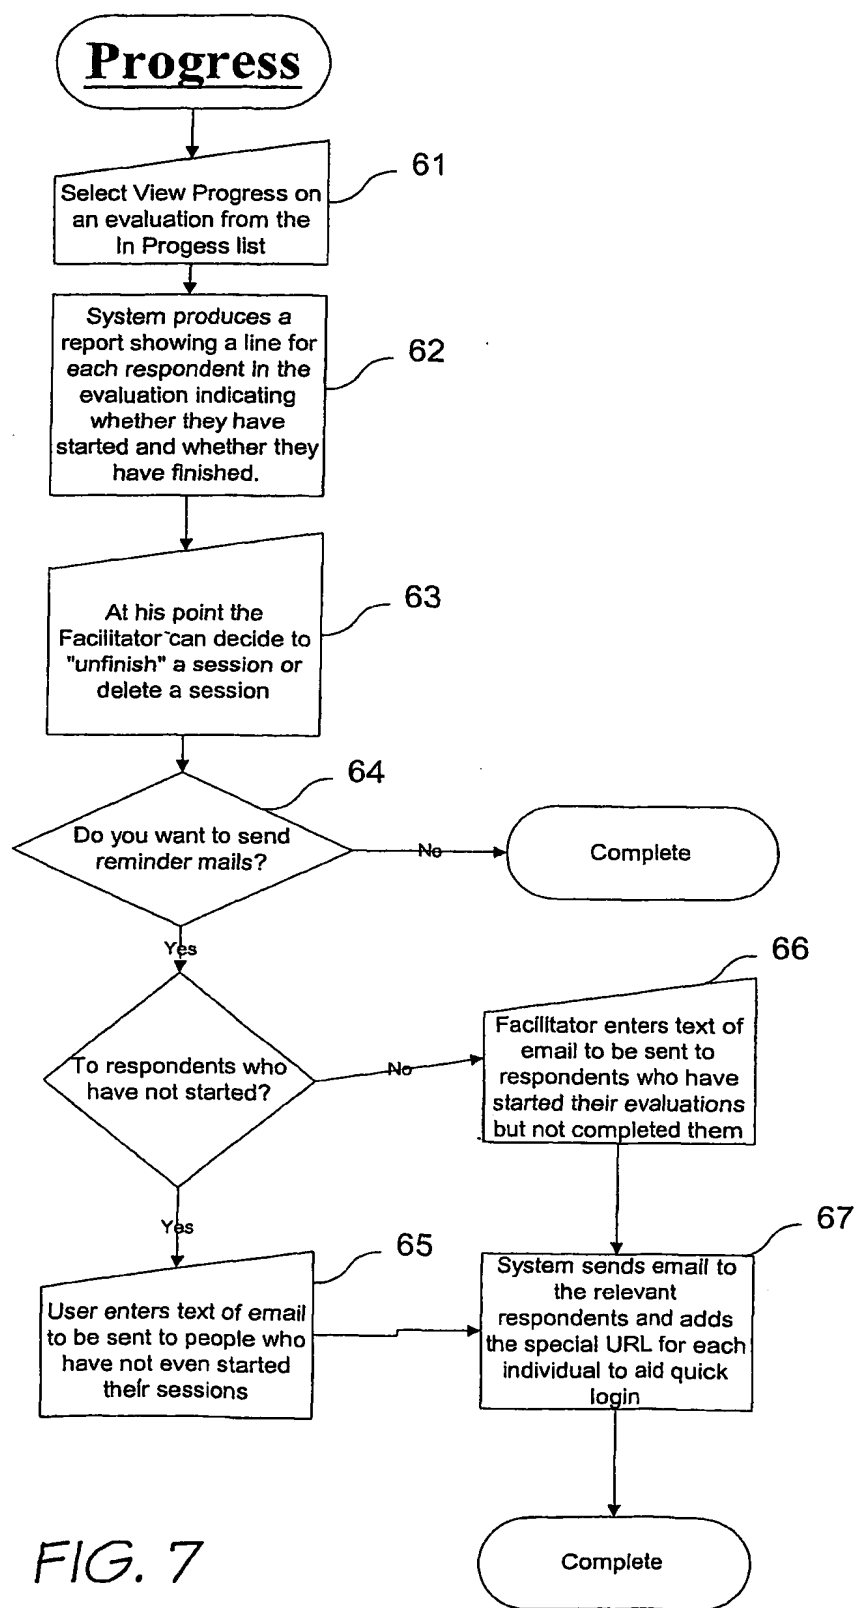 Progress
61
Select View Progress on
an evaluation from the
In Progess list
System produces a
report showing a line for
each respondent in the
evaluation indicating
whether they have
started and whether they
have finished.
62
At his point the
Facilitator can decide to
"unfinish" a session or
delete a session
63
64
Do you want to send
reminder mails?
No
Complete
Yes
To respondents who
have not started?
No
66
Facilitator enters text of
email to be sent to
respondents who have
started their evaluations
but not completed them
Yes
65
User enters text of email
to be sent to people who
have not even started
their sessions
67
System sends email to
the relevant
respondents and adds
the special URL for each
individual to aid quick
login
Complete
FIG. 7